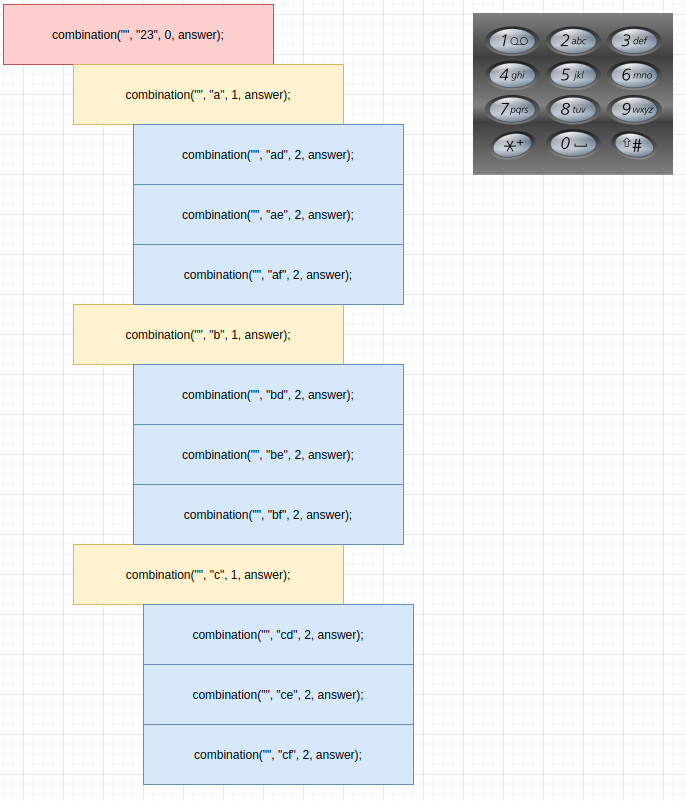 combination("", "23", 0, answer);
combination("", "a", 1, answer);
combination("", "ad", 2, answer);
combination("", "ae", 2, answer);
combination("", "af", 2, answer);
combination("", "b", 1, answer);
combination("", "bd", 2, answer);
combination("", "be", 2, answer);
combination("", "bf", 2, answer);
combination("", "c", 1, answer);
combination("", "cd", 2, answer);
combination("", "ce", 2, answer);
combination("", "cf", 2, answer);
1 2 abc 3 def
4 ghi 5 jkl 6 mno
7 pqrs 8 tuv 9 wxyz
*+ 0 ⇧#